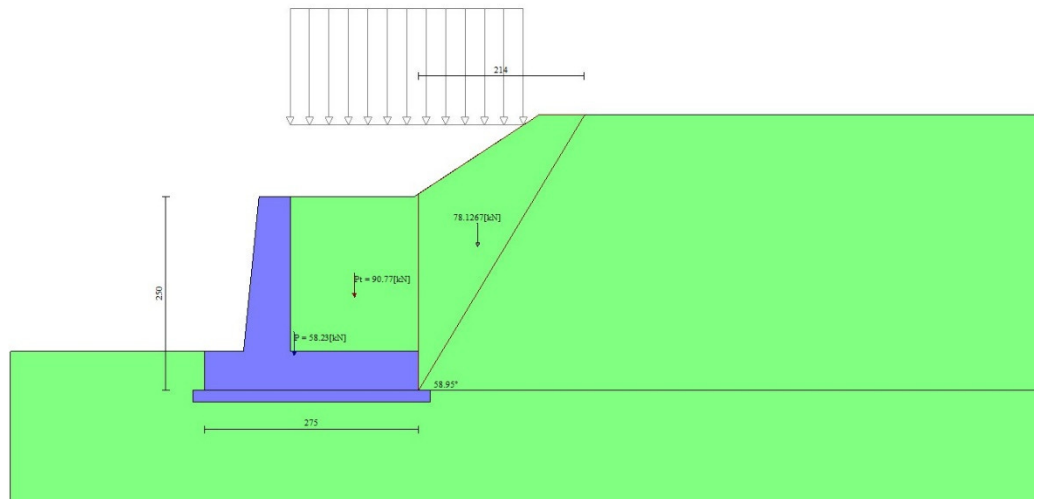 214
78.1267[kN]
250
Pt = 90.77[kN]
P = 58.23[kN]
58.95°
275